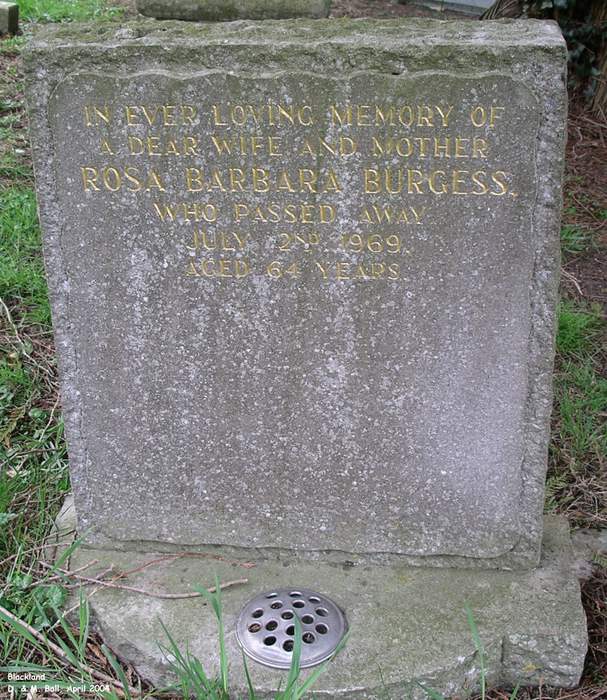 IN EVER LOVING MEMORY OF
A DEAR WIFE AND MOTHER
ROSA BARBARA BURGESS.
WHO PASSED AWAY
JULY 2ND 1969.
AGED 64 YEARS
Blackland
D. & M. Ball, April 2004